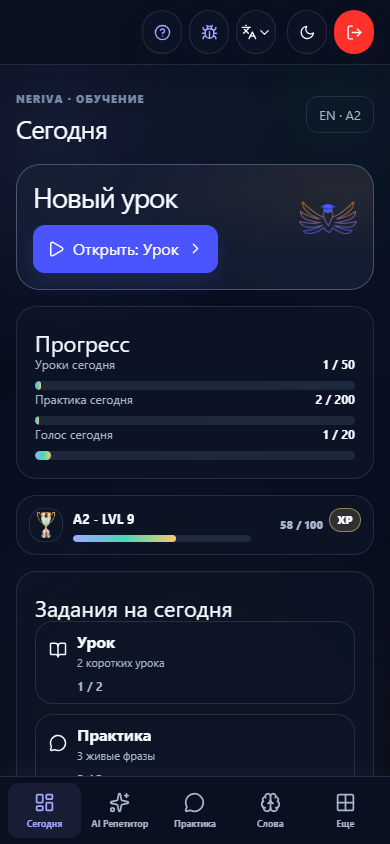 NERIVA · ОБУЧЕНИЕ
Сегодня
EN · A2
Новый урок
Открыть: Урок
Прогресс
Уроки сегодня 1 / 50
Практика сегодня 2 / 200
Голос сегодня 1 / 20
A2 - LVL 9
58 / 100 XP
Задания на сегодня
Урок
2 коротких урока
1 / 2
Практика
3 живые фразы
Сегодня AI Репетитор Практика Слова Еще